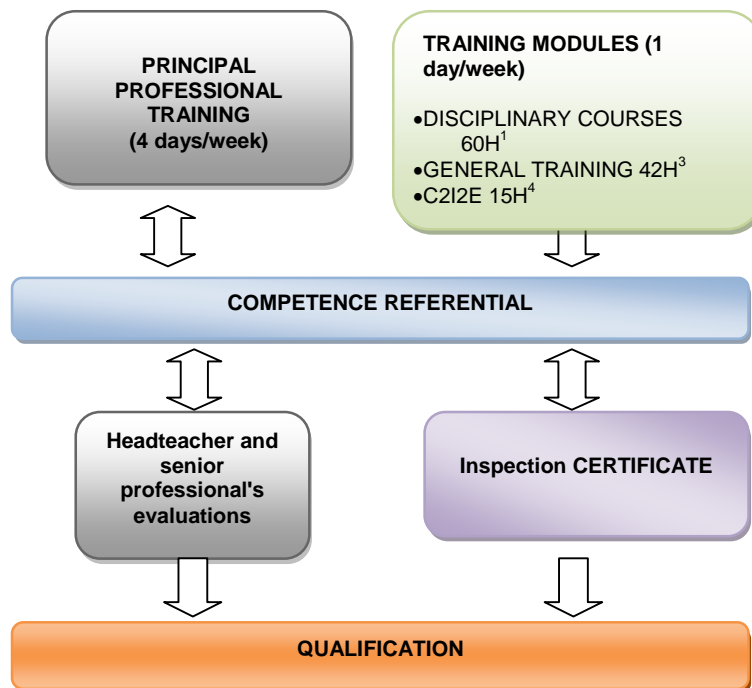 PRINCIPAL
PROFESSIONAL
TRAINING
(4 days/week)
TRAINING MODULES (1
day/week)
•DISCIPLINARY COURSES
60H¹
•GENERAL TRAINING 42H³
•C2I2E 15H⁴
COMPETENCE REFERENTIAL
Headteacher and
senior
professional's
evaluations
Inspection CERTIFICATE
QUALIFICATION